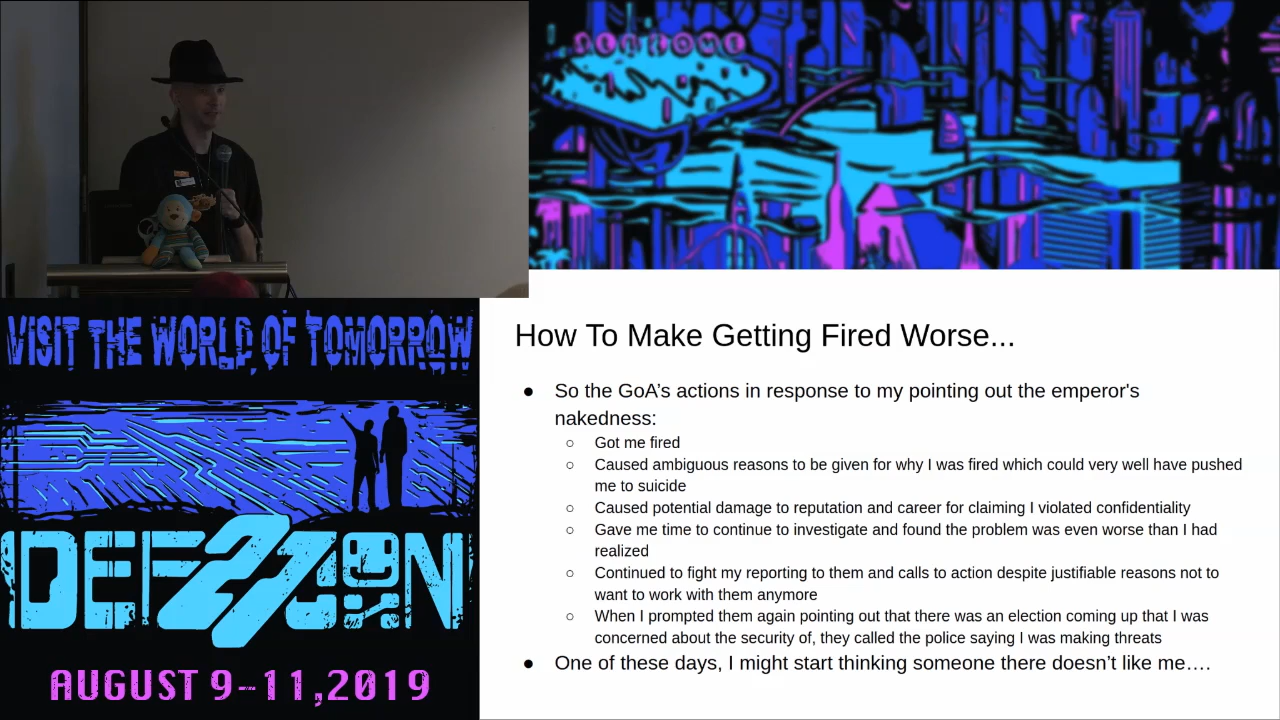 WELCOME
VISIT THE WORLD OF TOMORROW
DEF CON
27
AUGUST 9-11,2019
How To Make Getting Fired Worse...
● So the GoA's actions in response to my pointing out the emperor's
nakedness:
○ Got me fired
○ Caused ambiguous reasons to be given for why I was fired which could very well have pushed
me to suicide
○ Caused potential damage to reputation and career for claiming I violated confidentiality
○ Gave me time to continue to investigate and found the problem was even worse than I had
realized
○ Continued to fight my reporting to them and calls to action despite justifiable reasons not to
want to work with them anymore
○ When I prompted them again pointing out that there was an election coming up that I was
concerned about the security of, they called the police saying I was making threats
● One of these days, I might start thinking someone there doesn't like me….